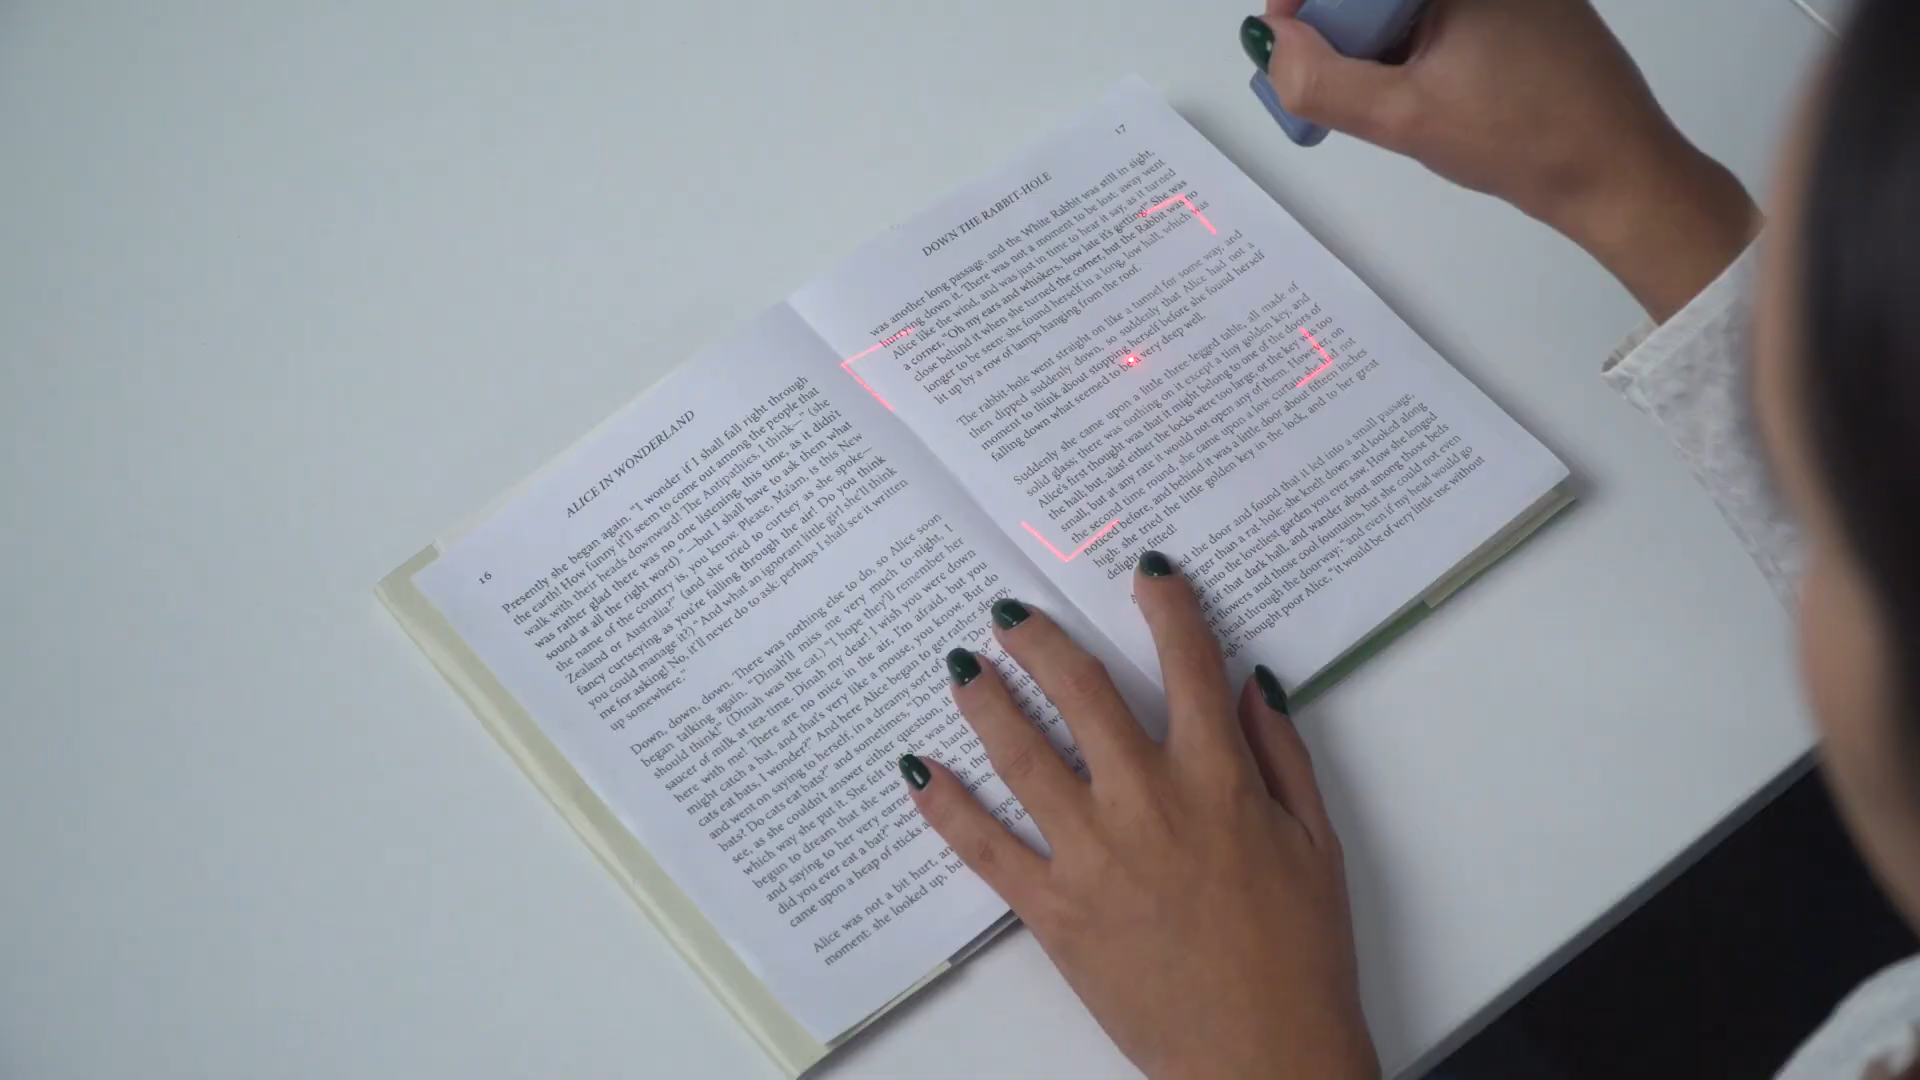 16
ALICE IN WONDERLAND
Presently she began again. "I wonder if I shall fall right through
the earth! How funny it'll seem to come out among the people that
walk with their heads downward! The Antipathies, I think—" (she
was rather glad there was no one listening, this time, as it didn't
sound at all the right word) "—but I shall have to ask them what
the name of the country is, you know. Please, Ma'am, is this New
Zealand or Australia?" (and she tried to curtsey as she spoke—
fancy curtseying as you're falling through the air! Do you think
you could manage it?) "And what an ignorant little girl she'll think
me for asking! No, it'll never do to ask: perhaps I shall see it written
up somewhere."
Down, down, down. There was nothing else to do, so Alice soon
began talking again. "Dinah'll miss me very much to-night, I
should think!" (Dinah was the cat.) "I hope they'll remember her
saucer of milk at tea-time. Dinah my dear! I wish you were down
here with me! There are no mice in the air, I'm afraid, but you
might catch a bat, and that's very like a mouse, you know. But do
cats eat bats, I wonder?" And here Alice began to get rather sleepy,
and went on saying to herself, in a dreamy sort of "Do
bats? Do cats eat bats?" and sometimes, "Do bats
see, as she couldn't answer either question, it
which way she put it. She felt that she was doz
begun to dream that she was hand
and saying to her very earne
did you ever eat a bat?" whe
came upon a heap of sticks
Alice was not a bit hurt, an
moment: she looked up, bu
17
DOWN THE RABBIT-HOLE
was another long passage, and the White Rabbit was still in sight,
hurrying down it. There was not a moment to be lost: away went
Alice like the wind, and was just in time to hear it say, as it turned
a corner, "Oh my ears and whiskers, how late it's getting!" She was
close behind it when she turned the corner, but the Rabbit was no
longer to be seen: she found herself in a long, low hall, which was
lit up by a row of lamps hanging from the roof.
The rabbit-hole went straight on like a tunnel for some way, and
then dipped suddenly down, so suddenly that Alice had not a
moment to think about stopping herself before she found herself
falling down what seemed to be a very deep well.
Suddenly she came upon a little three-legged table, all made of
solid glass; there was nothing on it except a tiny golden key, and
Alice's first thought was that it might belong to one of the doors of
the hall; but, alas! either the locks were too large, or the key was too
small, but at any rate it would not open any of them. However, on
the second time round, she came upon a low curtain she had not
noticed before, and behind it was a little door about fifteen inches
high: she tried the little golden key in the lock, and to her great
delight it fitted!
the door and found that it led into a small passage,
larger than a rat-hole: she knelt down and looked along
into the loveliest garden you ever saw. How she longed
of that dark hall, and wander about among those beds
flowers and those cool fountains, but she could not even
head through the doorway; "and even if my head would go
thought poor Alice, "it would be of very little use without